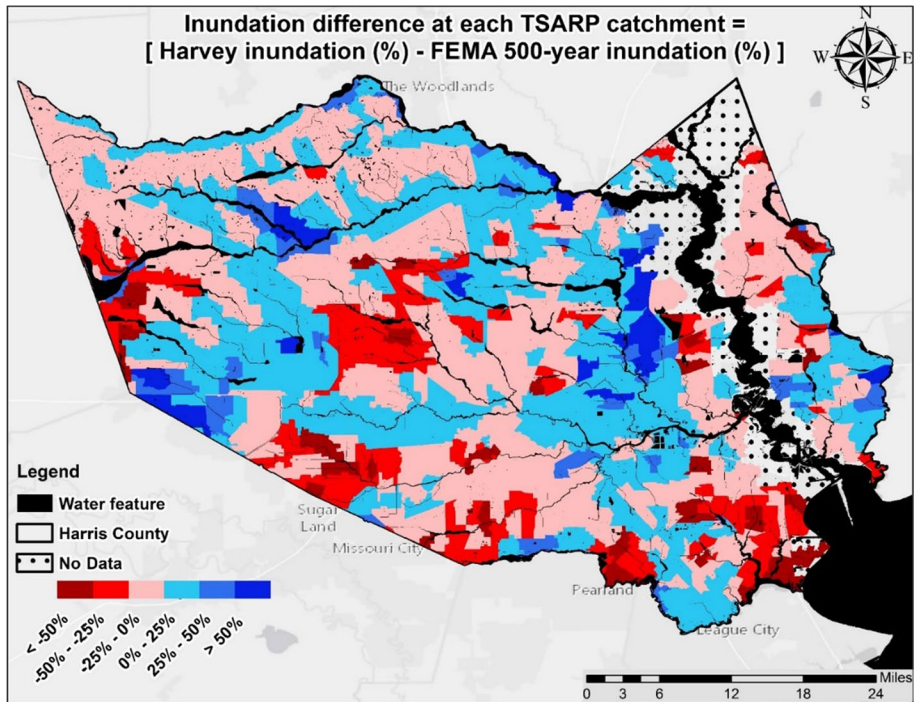 Inundation difference at each TSARP catchment =
[ Harvey inundation (%) - FEMA 500-year inundation (%) ]
N
W E
S
The Woodlands
Legend
Water feature
Harris County
No Data
Sugar
Land
Missouri City
Pearland
League City
< -50%
-50% - -25%
-25% - 0%
0% - 25%
25% - 50%
> 50%
Miles
0 3 6 12 18 24